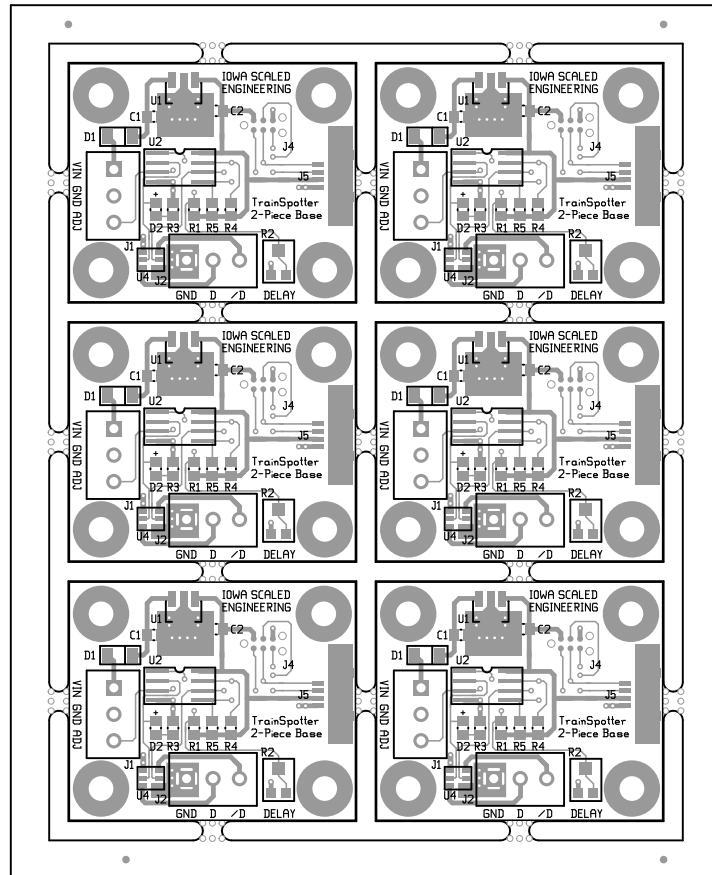 IOWA SCALED
ENGINEERING
U1
C1
C2
D1
U2
J4
VIN GND ADJ
J5
+
TrainSpotter
2-Piece Base
D2 R3 R1 R5 R4
R2
J1
J4
J2
GND D /D DELAY
IOWA SCALED
ENGINEERING
U1
C1
C2
D1
U2
J4
VIN GND ADJ
J5
+
TrainSpotter
2-Piece Base
D2 R3 R1 R5 R4
R2
J1
J4
J2
GND D /D DELAY
IOWA SCALED
ENGINEERING
U1
C1
C2
D1
U2
J4
VIN GND ADJ
J5
+
TrainSpotter
2-Piece Base
D2 R3 R1 R5 R4
R2
J1
J4
J2
GND D /D DELAY
IOWA SCALED
ENGINEERING
U1
C1
C2
D1
U2
J4
VIN GND ADJ
J5
+
TrainSpotter
2-Piece Base
D2 R3 R1 R5 R4
R2
J1
J4
J2
GND D /D DELAY
IOWA SCALED
ENGINEERING
U1
C1
C2
D1
U2
J4
VIN GND ADJ
J5
+
TrainSpotter
2-Piece Base
D2 R3 R1 R5 R4
R2
J1
J4
J2
GND D /D DELAY
IOWA SCALED
ENGINEERING
U1
C1
C2
D1
U2
J4
VIN GND ADJ
J5
+
TrainSpotter
2-Piece Base
D2 R3 R1 R5 R4
R2
J1
J4
J2
GND D /D DELAY